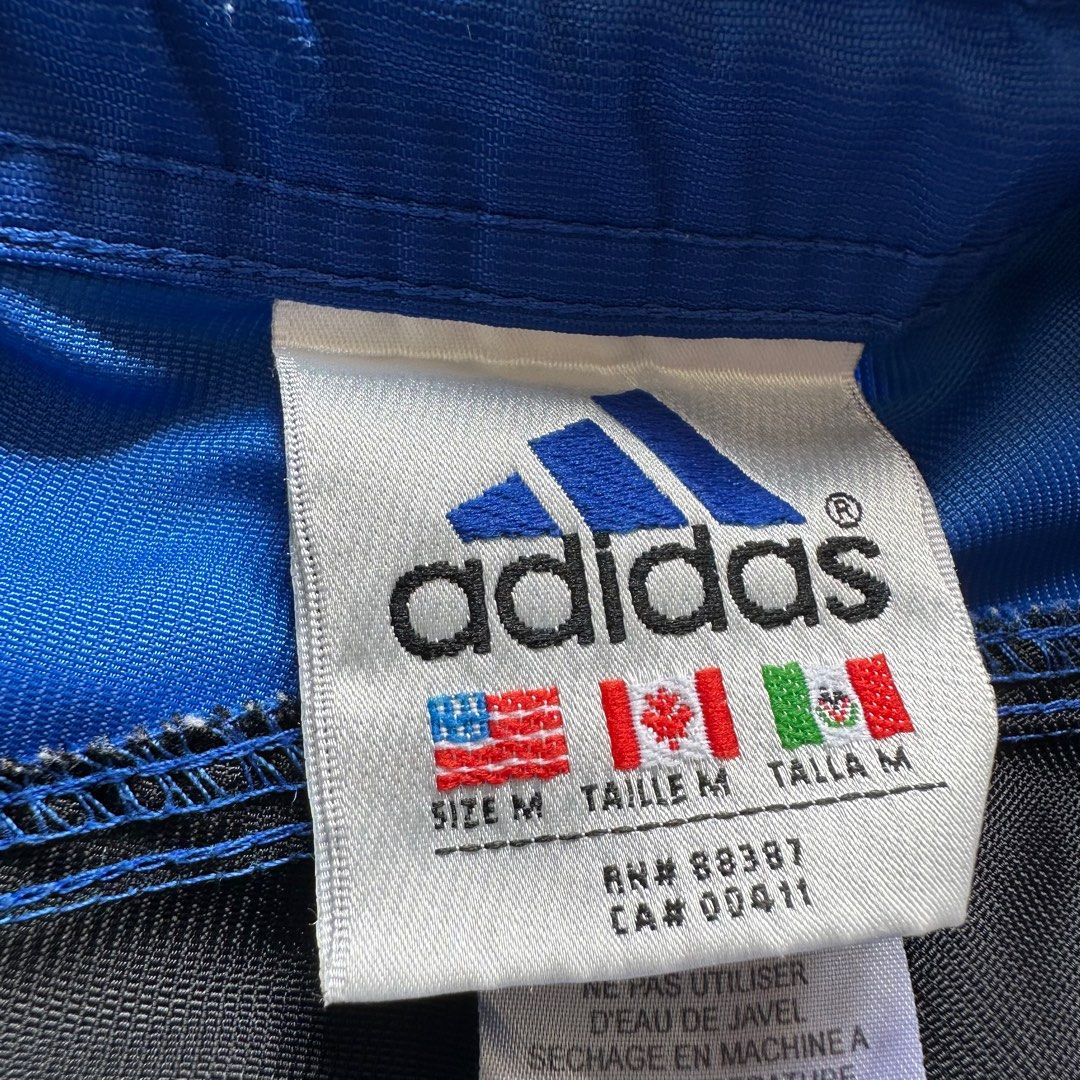 ®
adidas
SIZE M TAILLE M TALLA M
RN# 88387
CA# 00411
NE PAS UTILISER
D'EAU DE JAVEL
SECHAGE EN MACHINE A